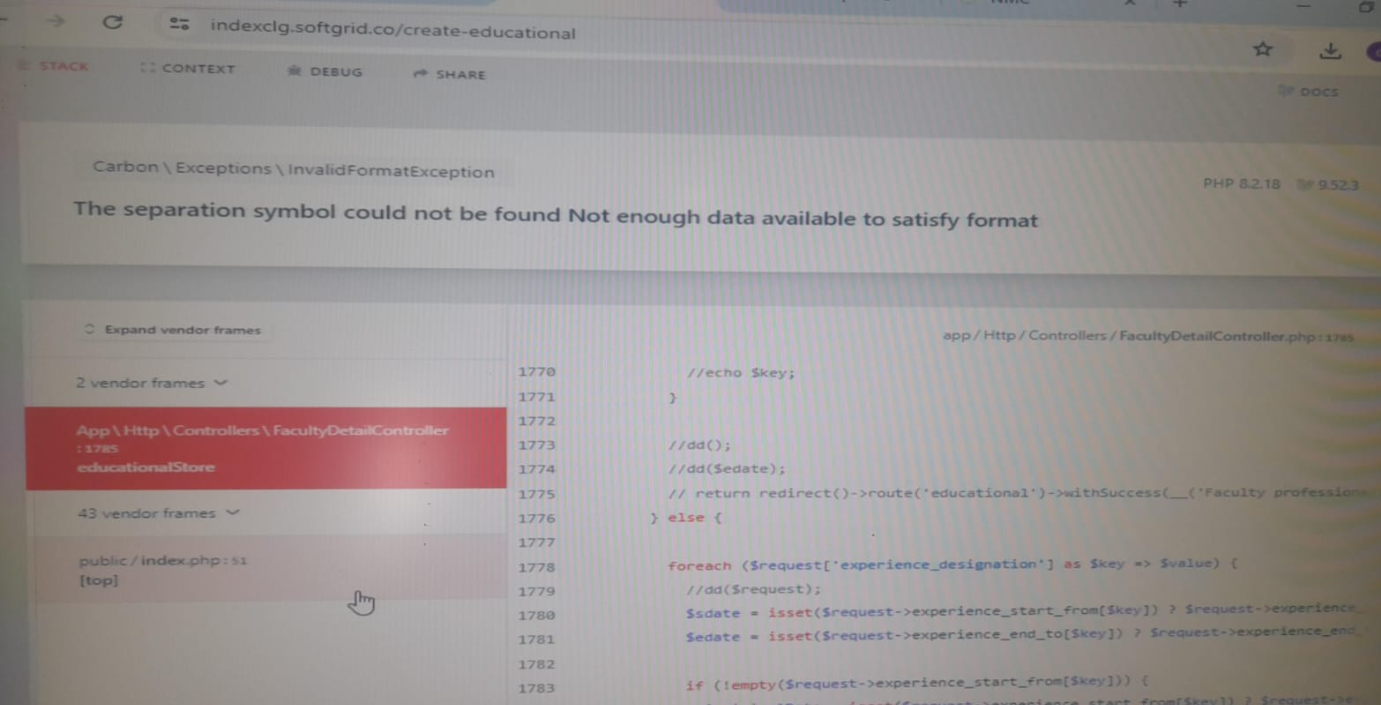 indexclg.softgrid.co/create-educational
STACK CONTEXT DEBUG SHARE
DOCS
Carbon \ Exceptions \ InvalidFormatException
PHP 8.2.18 9.52.3
The separation symbol could not be found Not enough data available to satisfy format
Expand vendor frames
app / Http / Controllers / FacultyDetailController.php : 1785
2 vendor frames
App \ Http \ Controllers \ FacultyDetailController
: 1785
educationalStore
43 vendor frames
public / index.php : 51
[top]
1770 //echo $key;
1771 }
1772
1773 //dd();
1774 //dd($edate);
1775 // return redirect()->route('educational')->withSuccess(__('Faculty profession
1776 } else {
1777
1778 foreach ($request['experience_designation'] as $key => $value) {
1779 //dd($request);
1780 $sdate = isset($request->experience_start_from[$key]) ? $request->experience_
1781 $edate = isset($request->experience_end_to[$key]) ? $request->experience_end_
1782
1783 if (!empty($request->experience_start_from[$key])) {